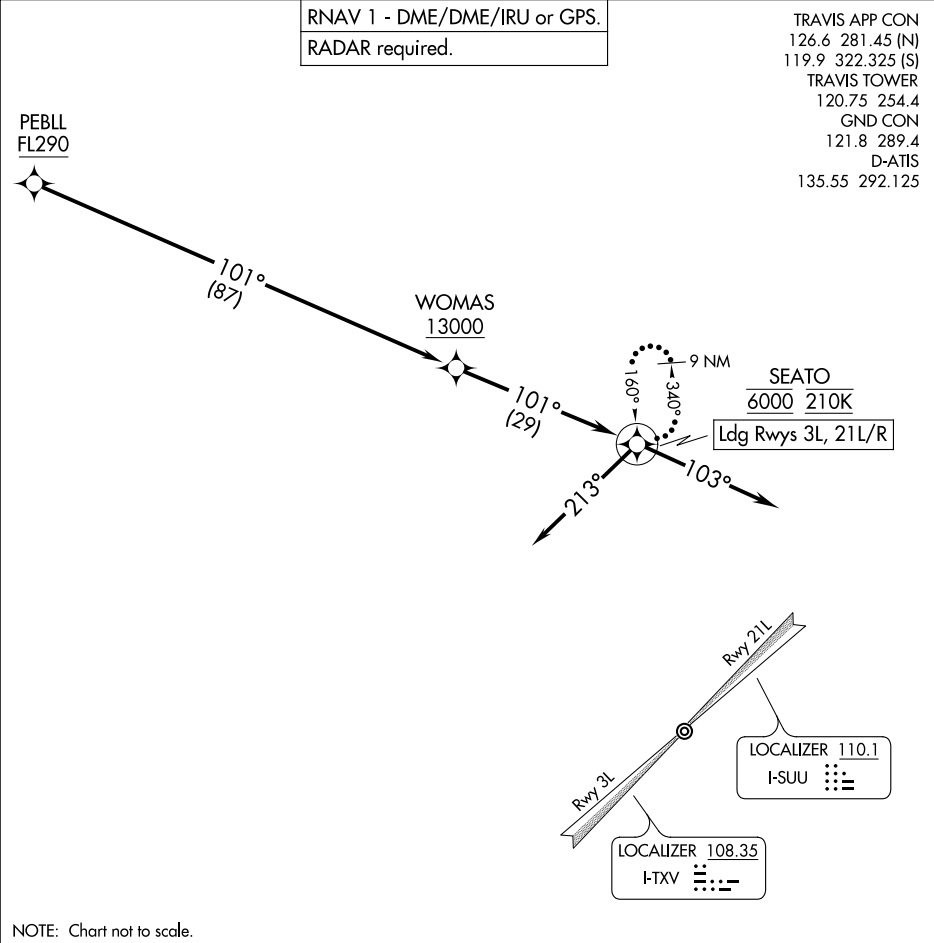 RNAV 1 - DME/DME/IRU or GPS.
RADAR required.
TRAVIS APP CON
126.6 281.45 (N)
119.9 322.325 (S)
TRAVIS TOWER
120.75 254.4
GND CON
121.8 289.4
D-ATIS
135.55 292.125
PEBLL
FL290
101°
(87)
WOMAS
13000
101°
(29)
9 NM
160°
340°
SEATO
6000 210K
Ldg Rwys 3L, 21L/R
103°
213°
Rwy 21L
LOCALIZER 110.1
I-SUU
Rwy 3L
LOCALIZER 108.35
I-TXV
NOTE: Chart not to scale.